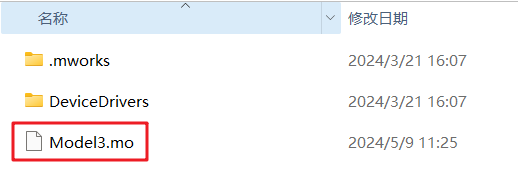 名称 修改日期
.mworks 2024/3/21 16:07
DeviceDrivers 2024/3/21 16:07
Model3.mo 2024/5/9 11:25